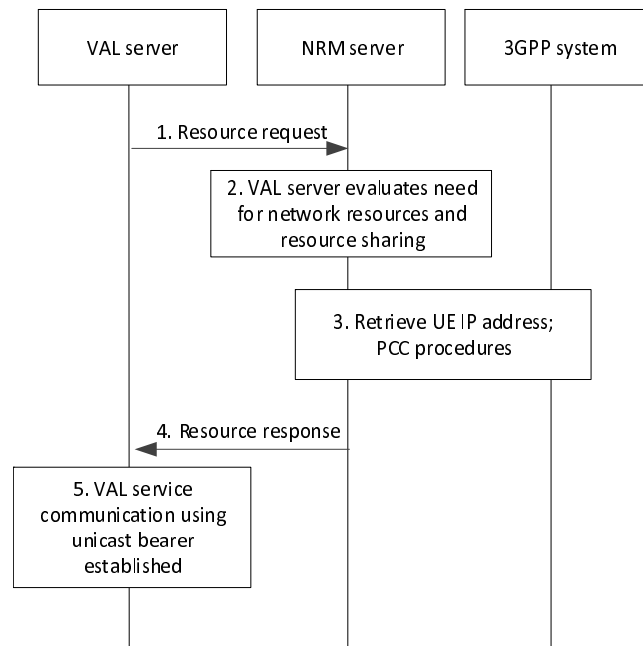 VAL server
NRM server
3GPP system
1. Resource request
2. VAL server evaluates need
for network resources and
resource sharing
3. Retrieve UE IP address;
PCC procedures
4. Resource response
5. VAL service
communication using
unicast bearer
established